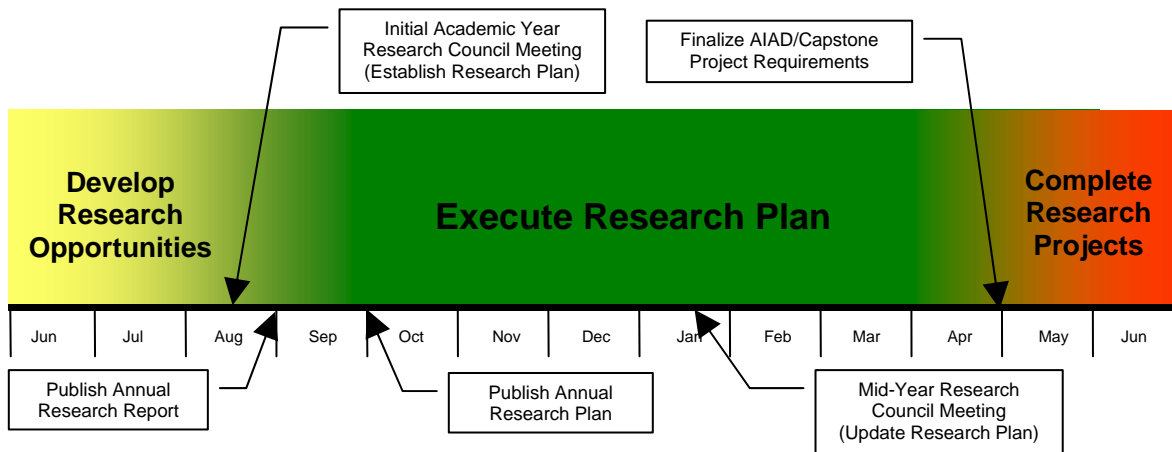 Initial Academic Year
Research Council Meeting
(Establish Research Plan)
Finalize AIAD/Capstone
Project Requirements
Develop
Research
Opportunities
Execute Research Plan
Complete
Research
Projects
Jun Jul Aug Sep Oct Nov Dec Jan Feb Mar Apr May Jun
Publish Annual
Research Report
Publish Annual
Research Plan
Mid-Year Research
Council Meeting
(Update Research Plan)